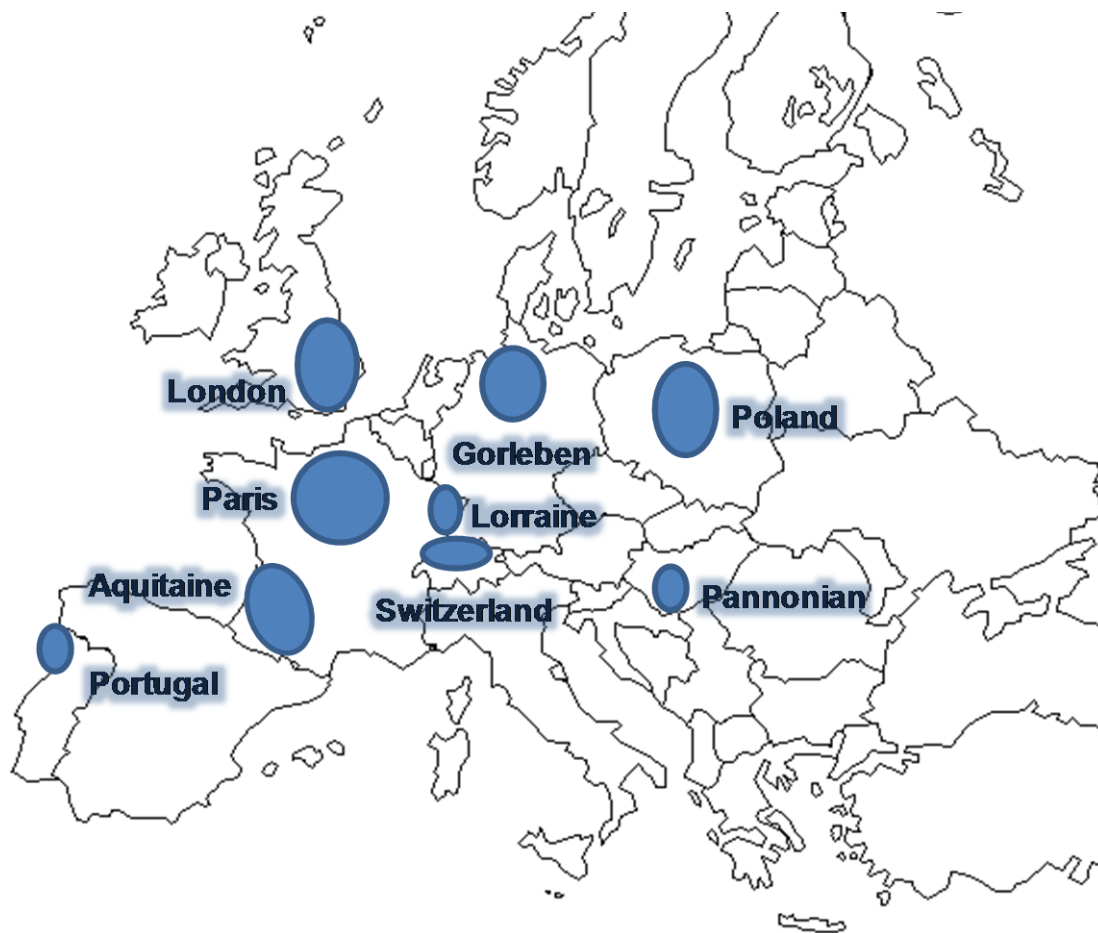 London
Poland
Gorleben
Paris
Lorraine
Aquitaine
Switzerland
Pannonian
Portugal